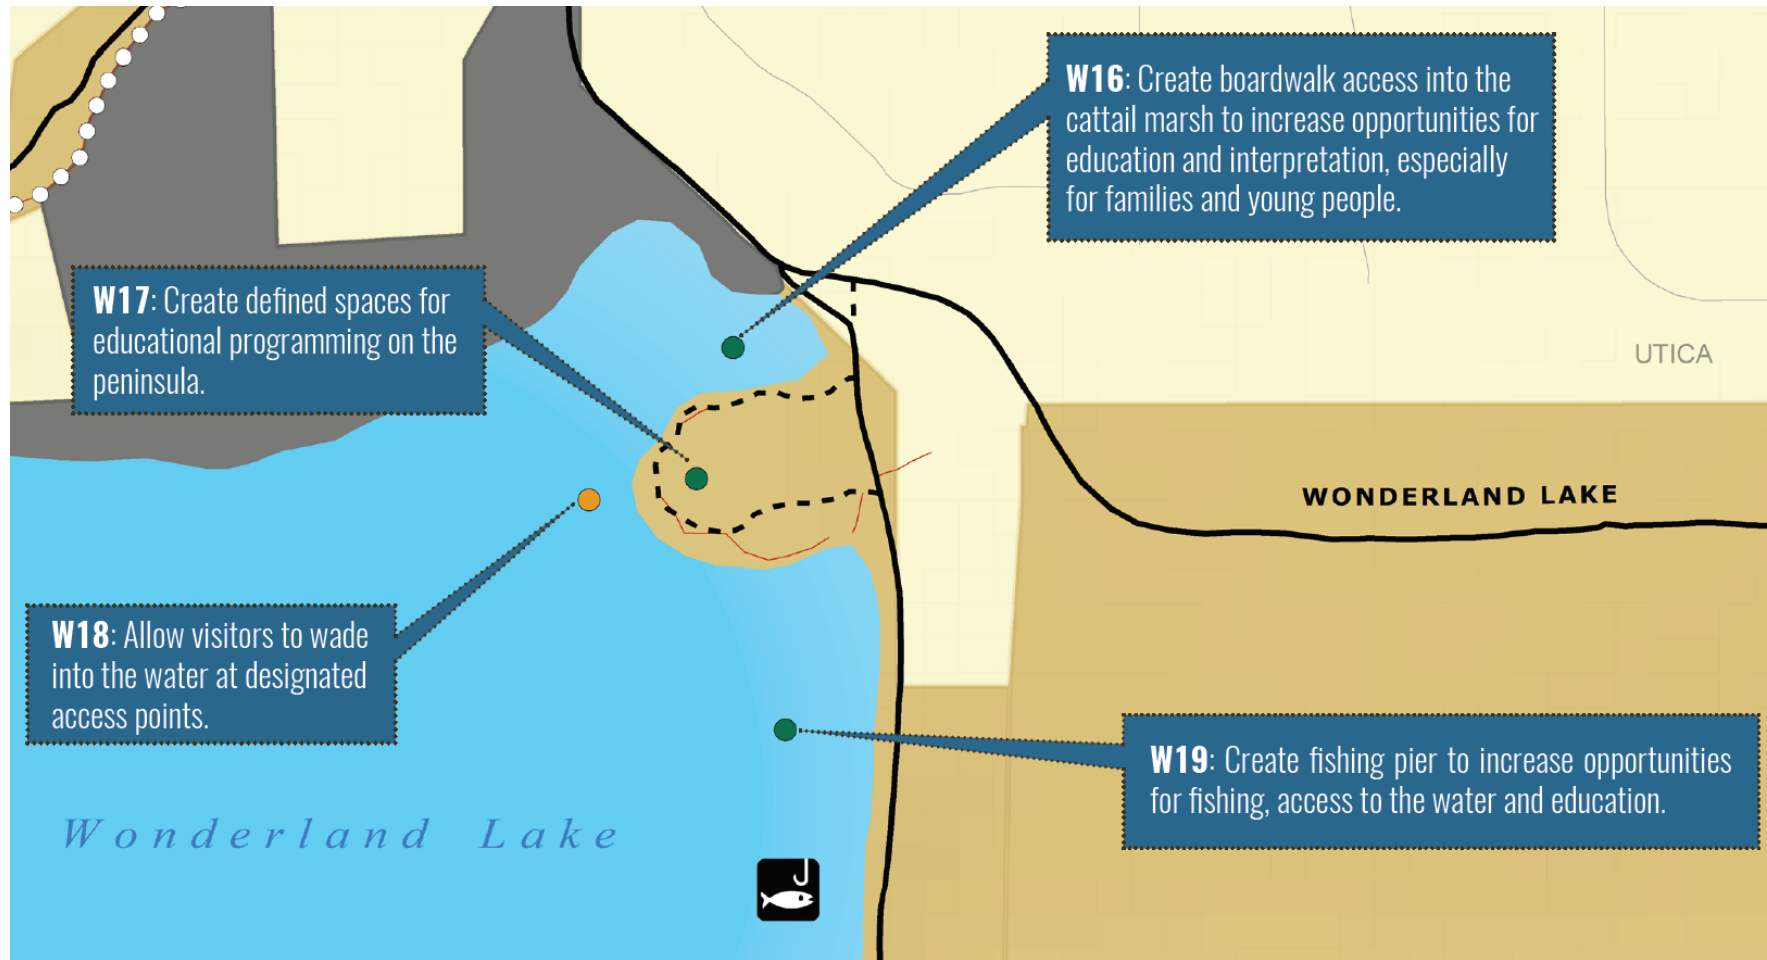 W16: Create boardwalk access into the
cattail marsh to increase opportunities for
education and interpretation, especially
for families and young people.
W17: Create defined spaces for
educational programming on the
peninsula.
UTICA
WONDERLAND LAKE
W18: Allow visitors to wade
into the water at designated
access points.
W19: Create fishing pier to increase opportunities
for fishing, access to the water and education.
Wonderland Lake